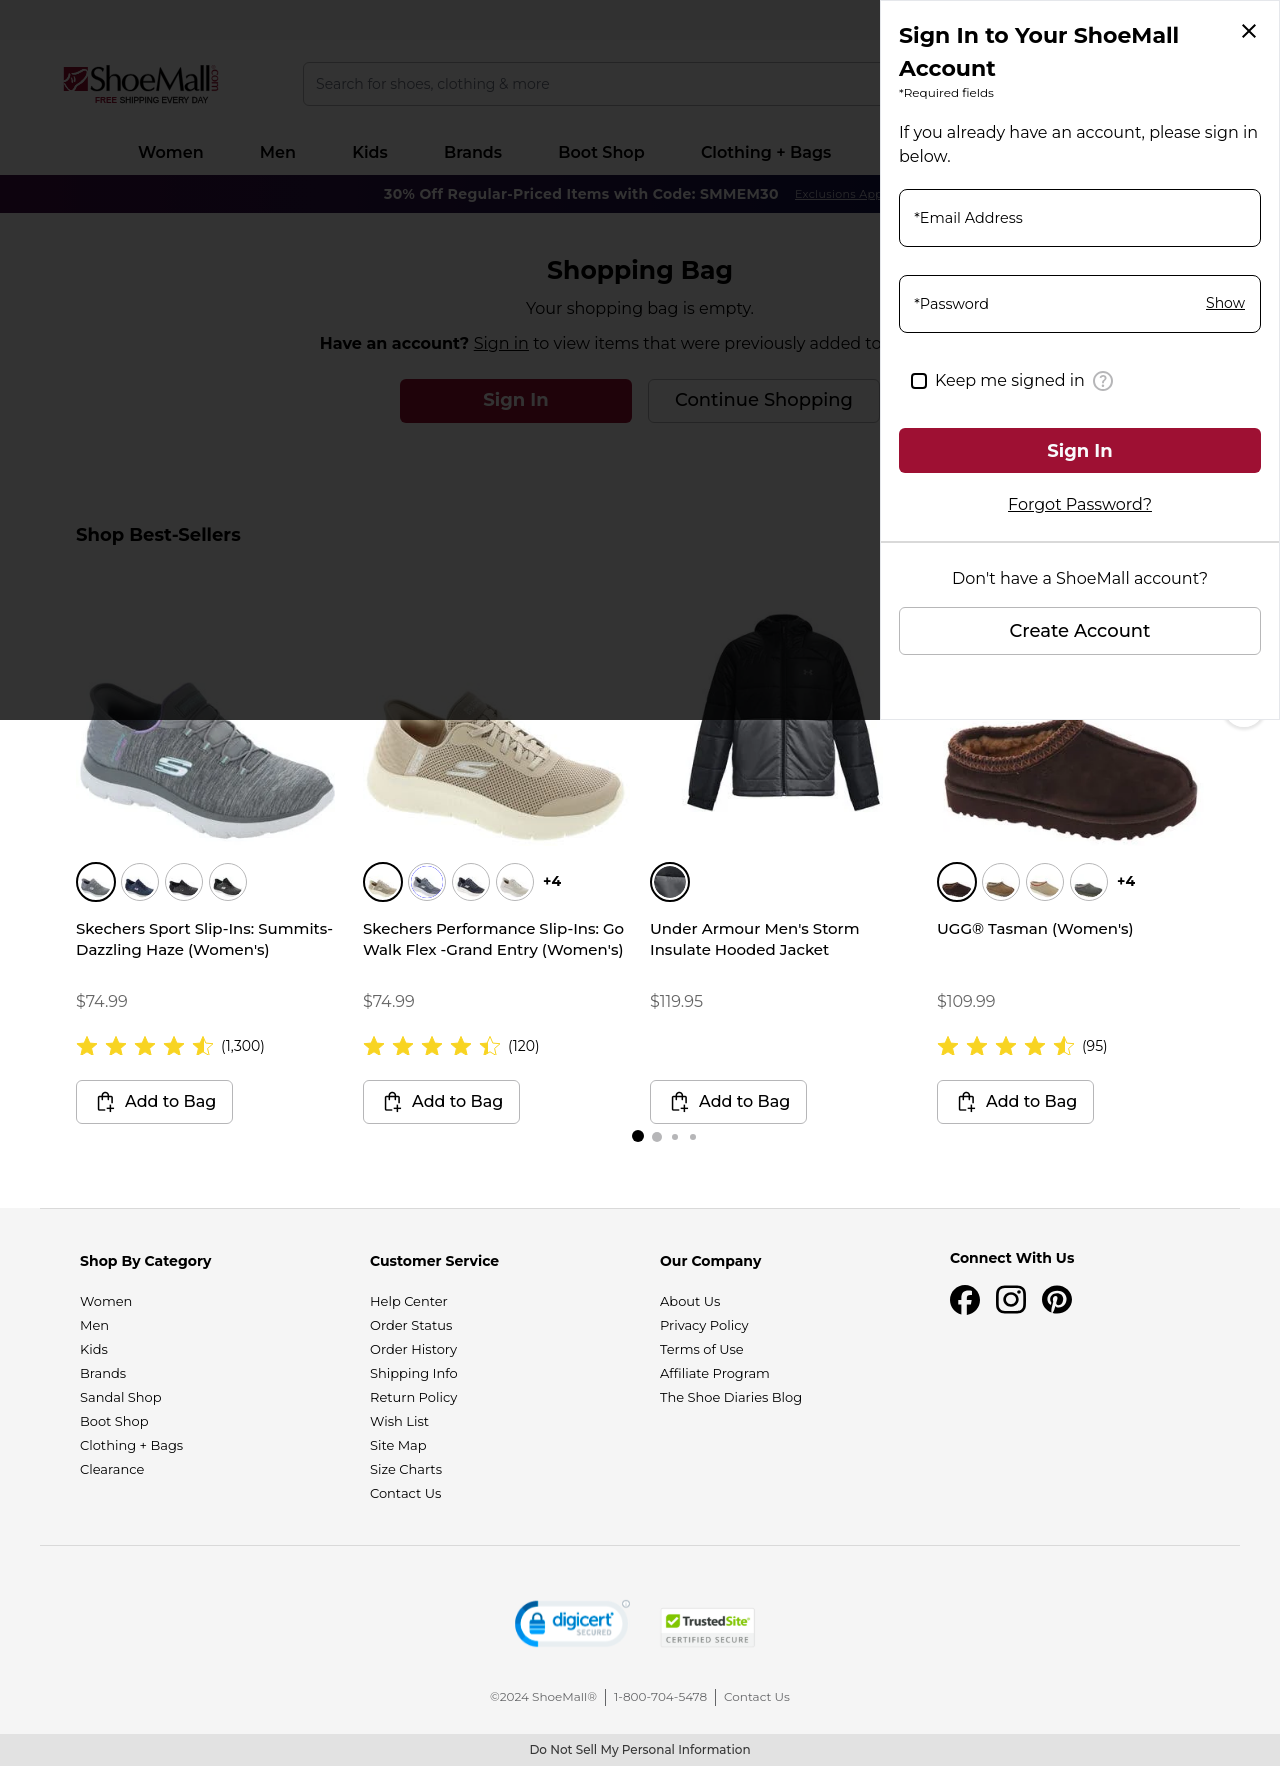 ShoeMall.com
FREE SHIPPING EVERY DAY
Search for shoes, clothing & more
Women Men Kids Brands Boot Shop Clothing + Bags
30% Off Regular-Priced Items with Code: SMMEM30 Exclusions App
Shopping Bag
Your shopping bag is empty.
Have an account? Sign in to view items that were previously added to
Sign In Continue Shopping
Shop Best-Sellers
Sign In to Your ShoeMall
Account
*Required fields
If you already have an account, please sign in
below.
*Email Address
*Password Show
Keep me signed in ?
Sign In
Forgot Password?
Don't have a ShoeMall account?
Create Account
+4 +4
Skechers Sport Slip-Ins: Summits-
Dazzling Haze (Women's)
$74.99
(1,300)
Add to Bag
Skechers Performance Slip-Ins: Go
Walk Flex -Grand Entry (Women's)
$74.99
(120)
Add to Bag
Under Armour Men's Storm
Insulate Hooded Jacket
$119.95
Add to Bag
UGG® Tasman (Women's)
$109.99
(95)
Add to Bag
Shop By Category
Women
Men
Kids
Brands
Sandal Shop
Boot Shop
Clothing + Bags
Clearance
Customer Service
Help Center
Order Status
Order History
Shipping Info
Return Policy
Wish List
Site Map
Size Charts
Contact Us
Our Company
About Us
Privacy Policy
Terms of Use
Affiliate Program
The Shoe Diaries Blog
Connect With Us
digicert
SECURED
TrustedSite
CERTIFIED SECURE
©2024 ShoeMall® | 1-800-704-5478 | Contact Us
Do Not Sell My Personal Information